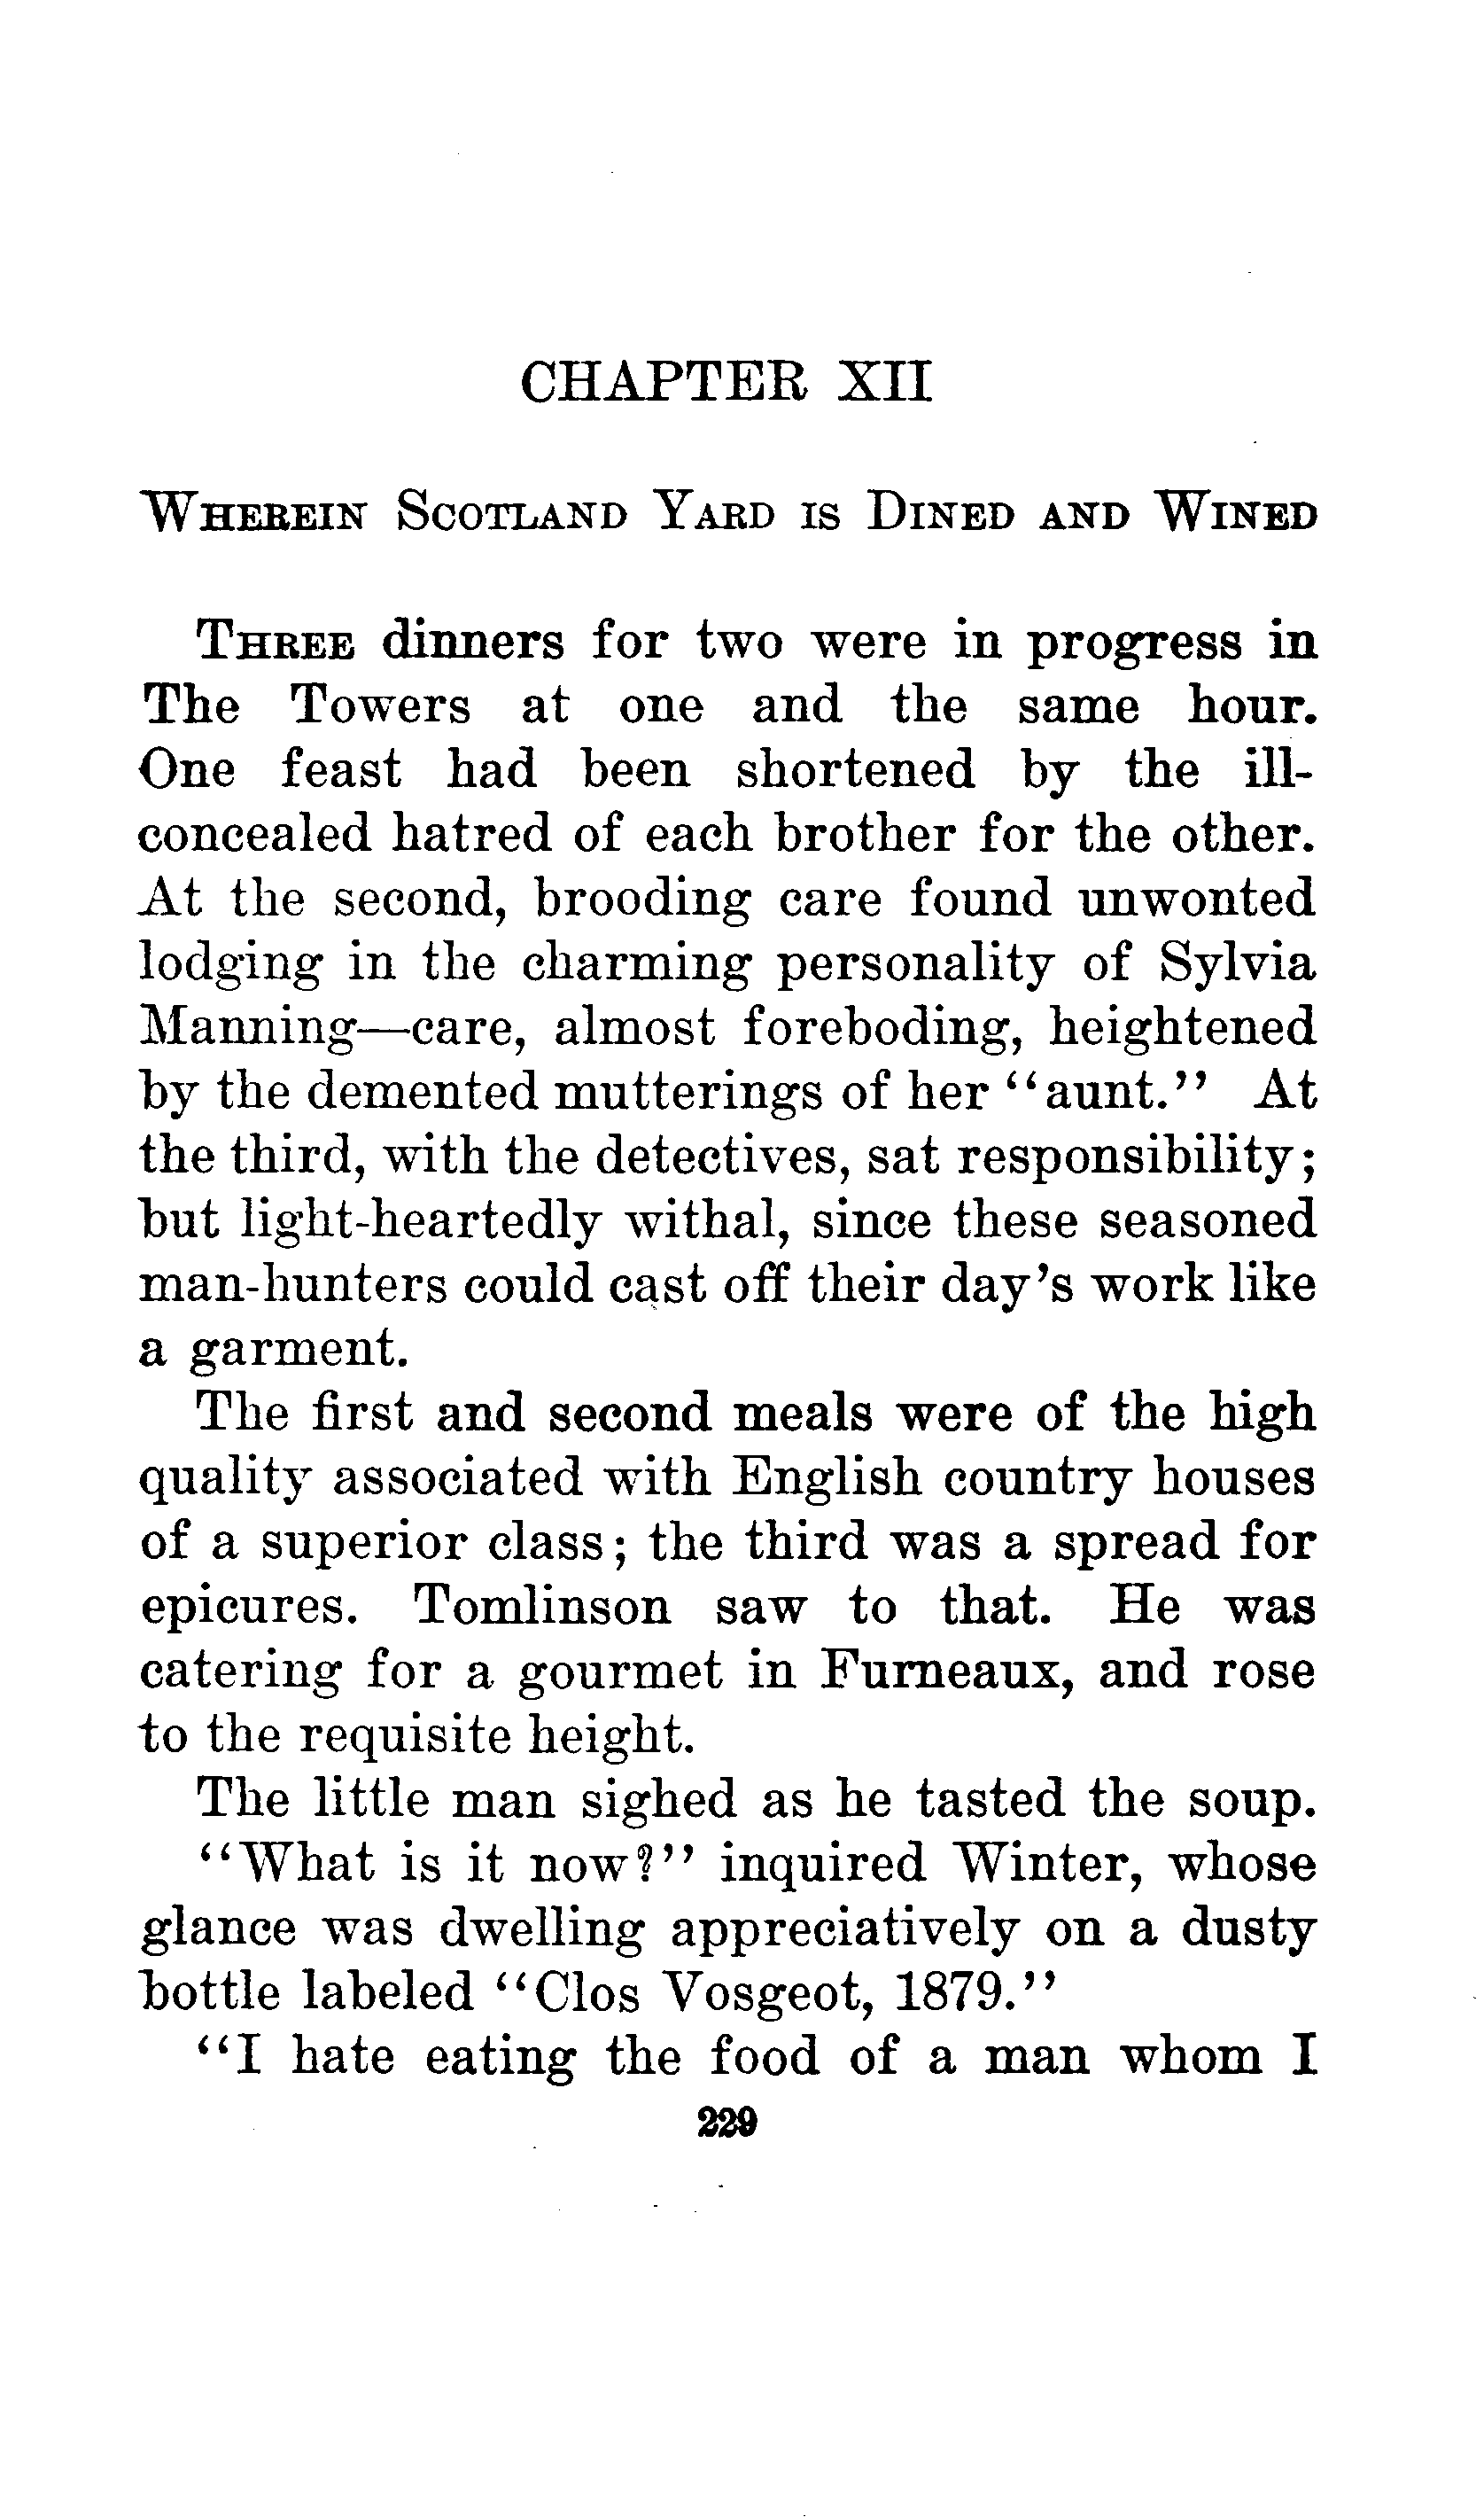 CHAPTER XII
Wherein Scotland Yard is Dined and Wined
Three dinners for two were in progress in
The Towers at one and the same hour.
One feast had been shortened by the ill-
concealed hatred of each brother for the other.
At the second, brooding care found unwonted
lodging in the charming personality of Sylvia
Manning—care, almost foreboding, heightened
by the demented mutterings of her "aunt." At
the third, with the detectives, sat responsibility;
but light-heartedly withal, since these seasoned
man-hunters could cast off their day's work like
a garment.
The first and second meals were of the high
quality associated with English country houses
of a superior class; the third was a spread for
epicures. Tomlinson saw to that. He was
catering for a gourmet in Furneaux, and rose
to the requisite height.
The little man sighed as he tasted the soup.
"What is it now?" inquired Winter, whose
glance was dwelling appreciatively on a dusty
bottle labeled "Clos Vosgeot, 1879."
"I hate eating the food of a man whom I
229